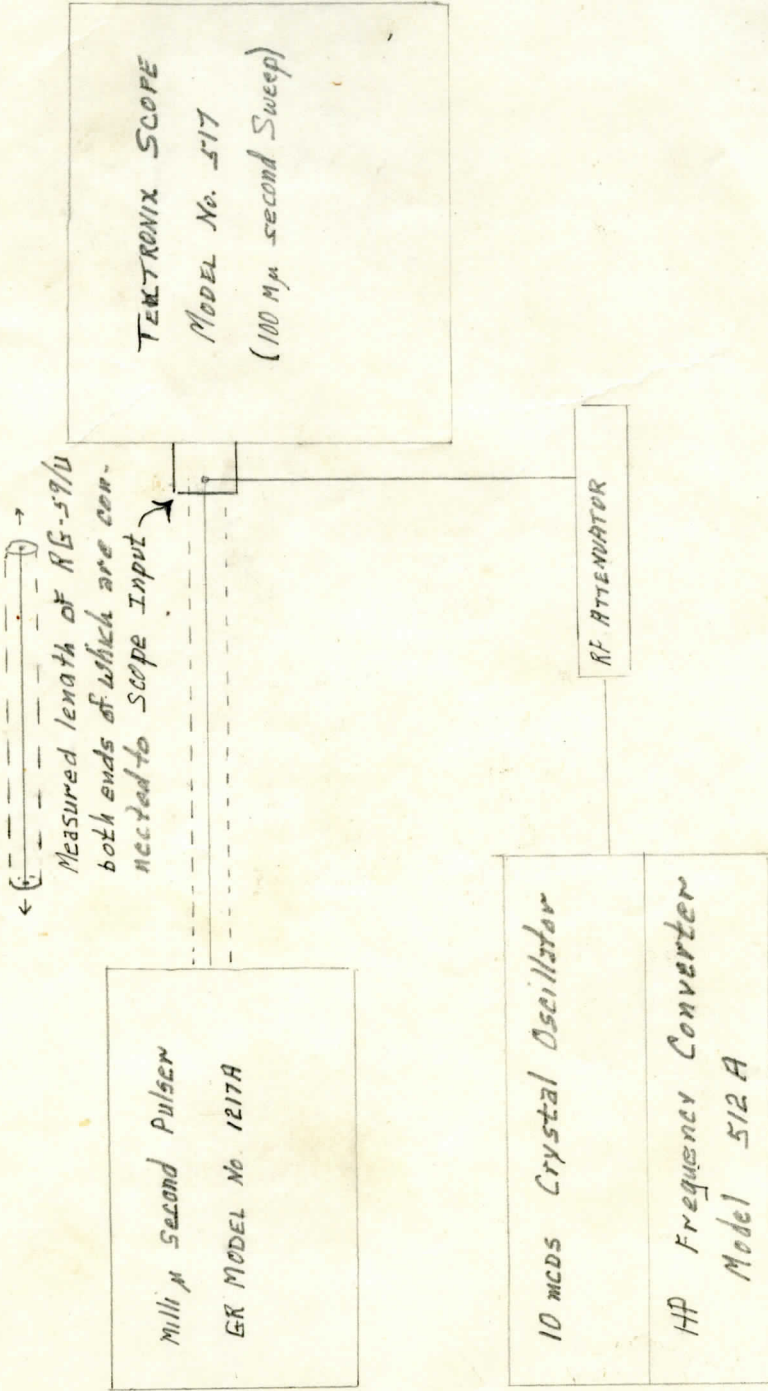 Measured length of RG-59/U
both ends of which are con-
nected to Scope Input
TEKTRONIX SCOPE
MODEL No. 517
(100 Mµ second Sweep)
Milli µ Second Pulser
GR MODEL No. 1217A
RF ATTENUATOR
10 mcps Crystal Oscillator
HP Frequency Converter
Model 512 A